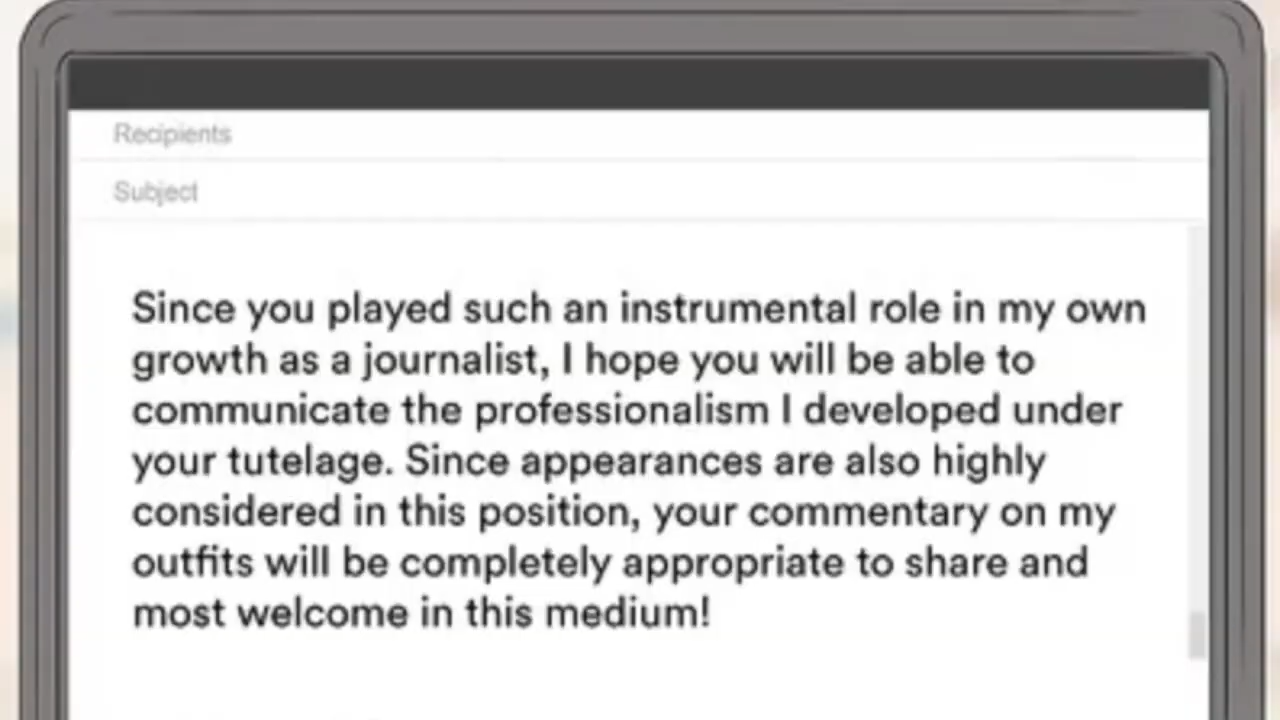 Recipients
Subject
Since you played such an instrumental role in my own
growth as a journalist, I hope you will be able to
communicate the professionalism I developed under
your tutelage. Since appearances are also highly
considered in this position, your commentary on my
outfits will be completely appropriate to share and
most welcome in this medium!